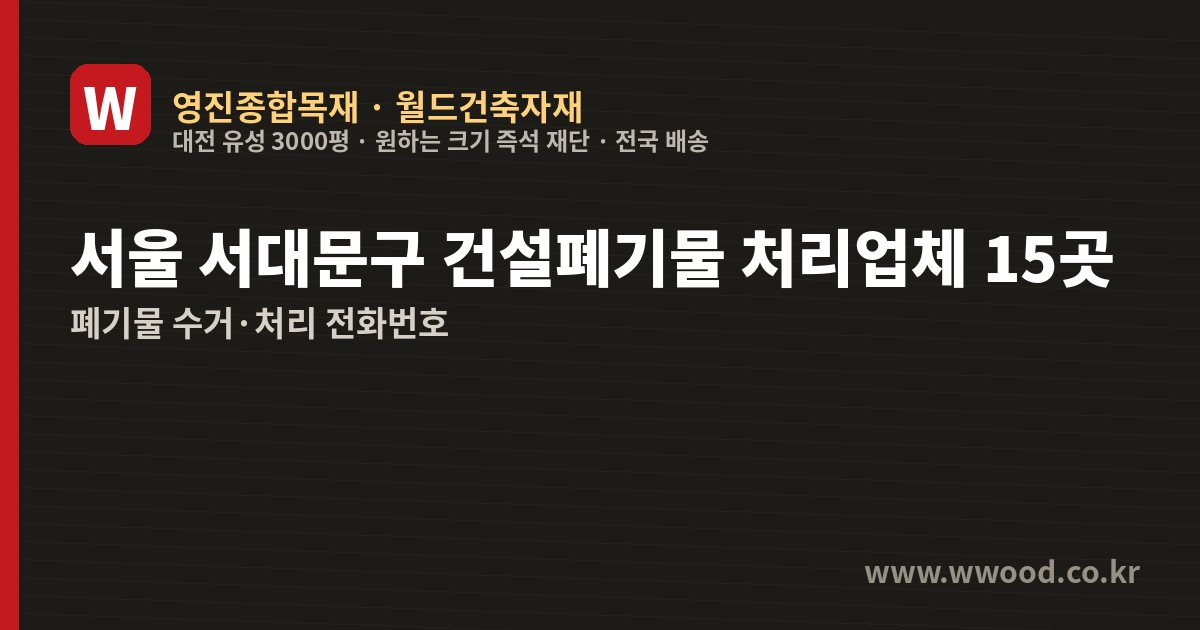 W
영진종합목재 · 월드건축자재
대전 유성 3000평 · 원하는 크기 즉석 재단 · 전국 배송
서울 서대문구 건설폐기물 처리업체 15곳
폐기물 수거·처리 전화번호
www.wwood.co.kr